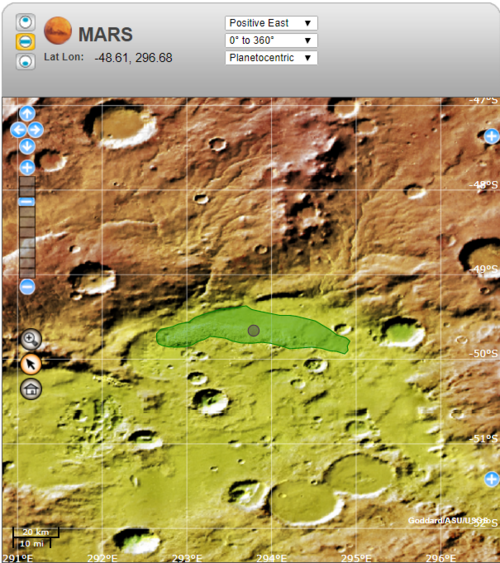 Positive East
MARS
0° to 360°
Lat Lon: -48.61, 296.68
Planetocentric
-47°S
-48°S
-49°S
-50°S
-51°S
Goddard/ASU/USGS
20 km
10 mi
291°E
292°E
293°E
294°E
295°E
296°E